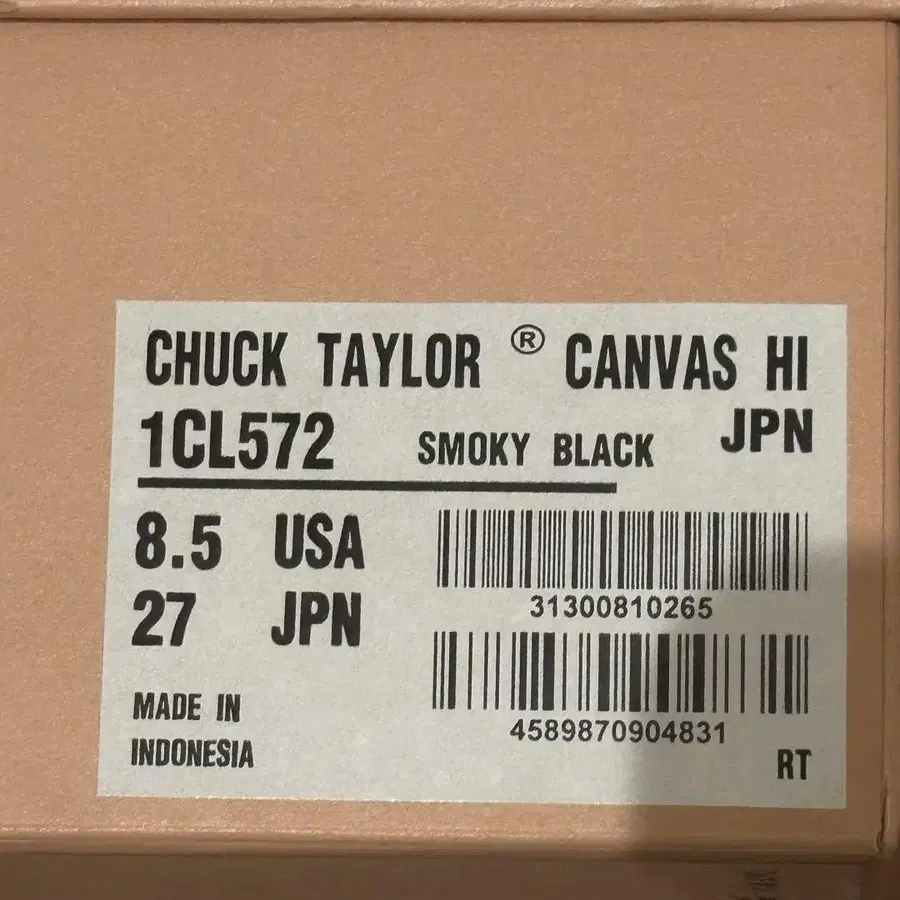 CHUCK TAYLOR ® CANVAS HI
1CL572 SMOKY BLACK JPN
8.5 USA
27 JPN
31300810265
4589870904831
MADE IN
INDONESIA
RT